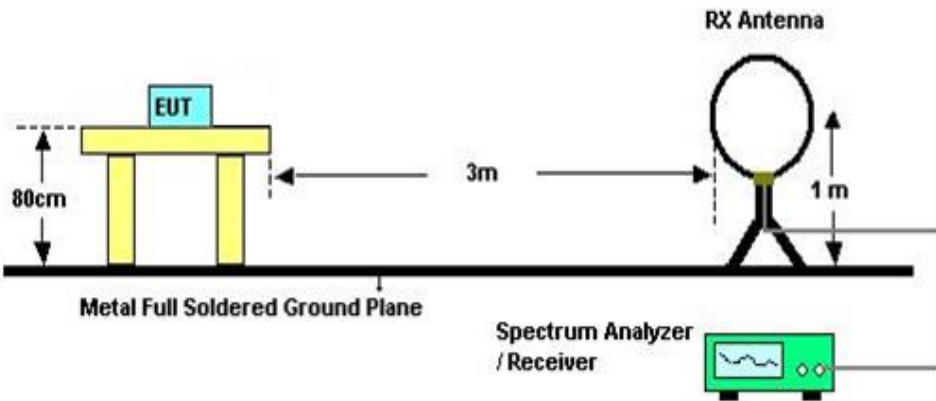 RX Antenna
EUT
80cm
3m
1 m
Metal Full Soldered Ground Plane
Spectrum Analyzer
/ Receiver